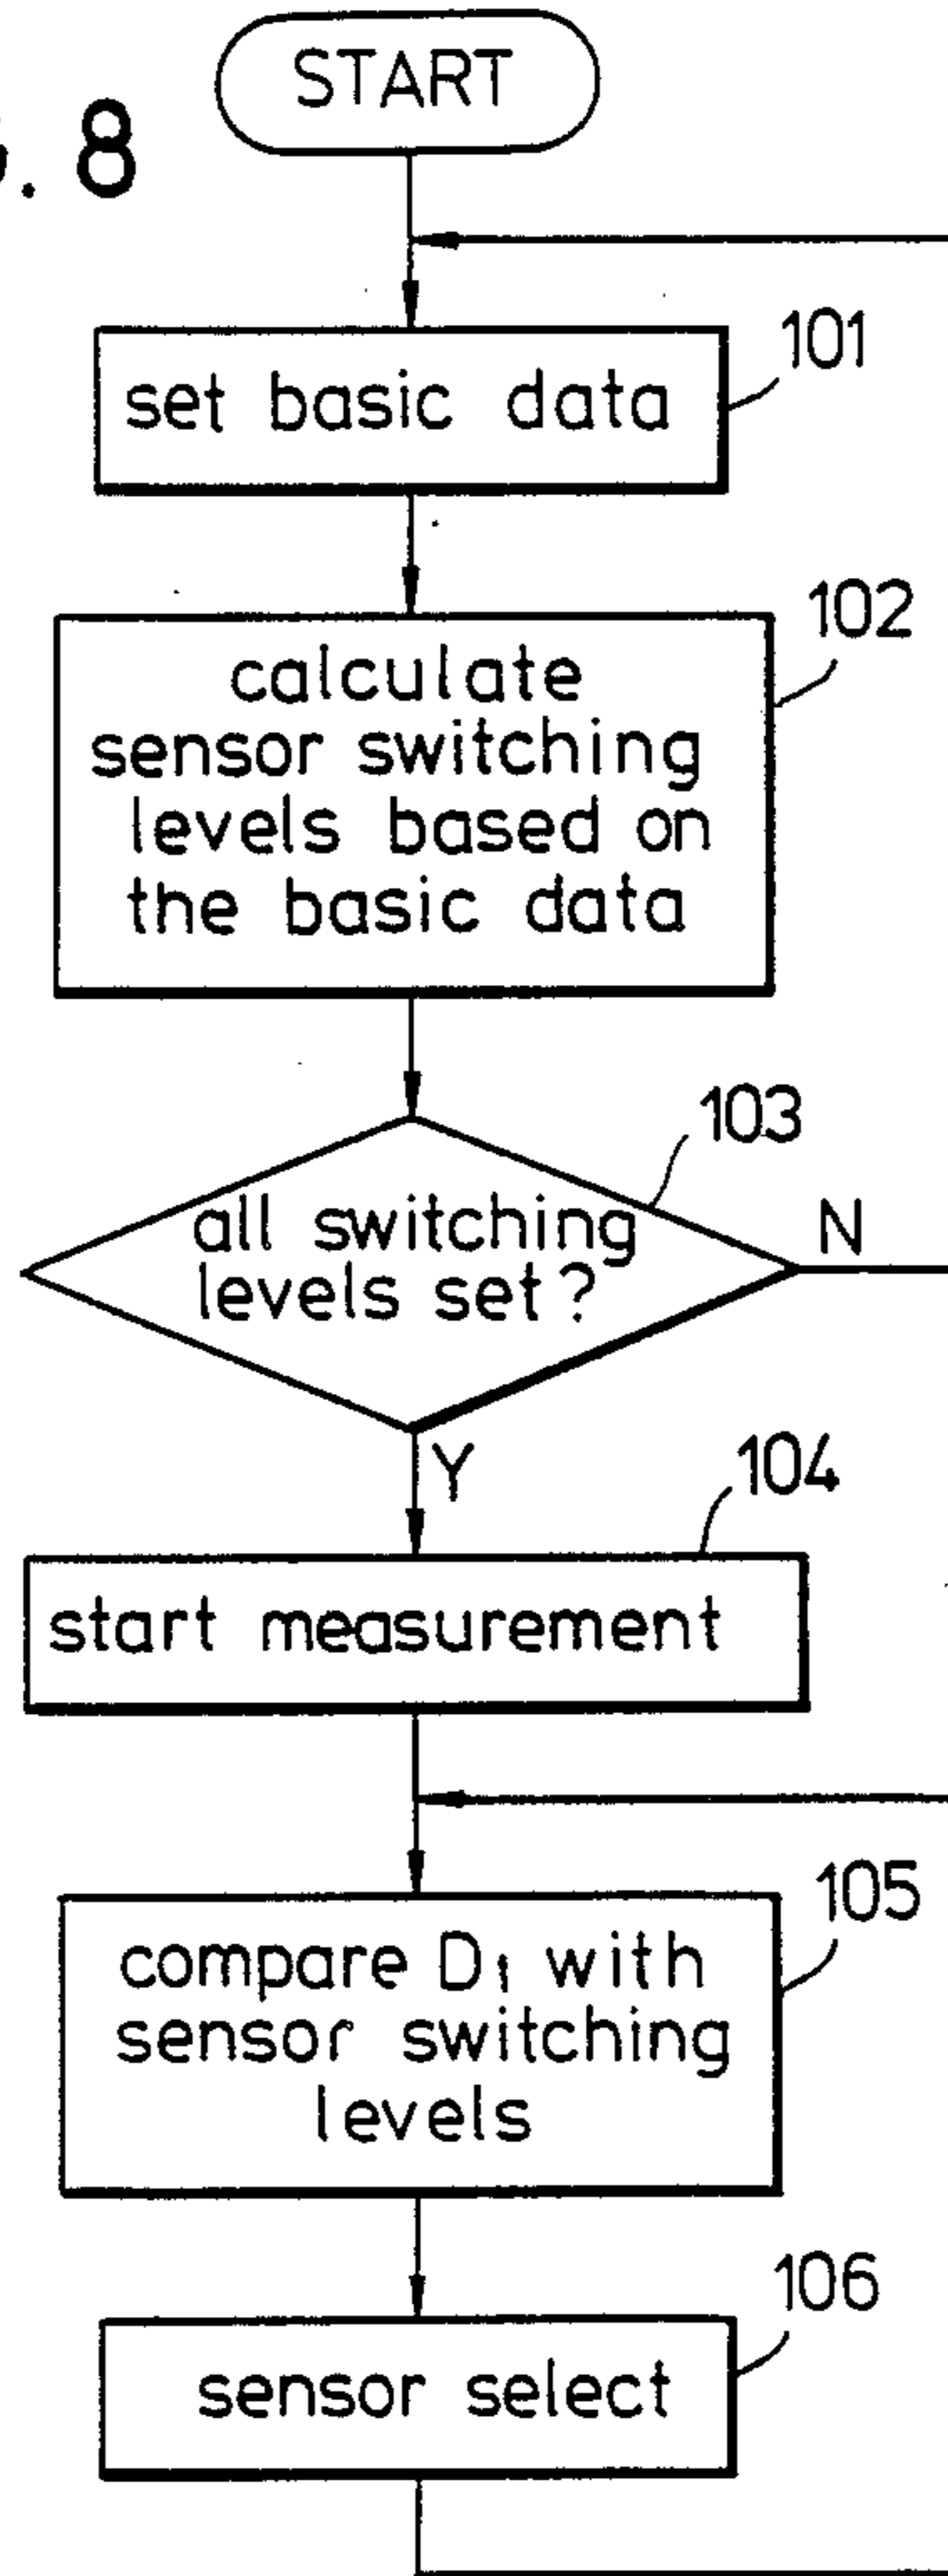 START
. 8
101
set basic data
102
calculate
sensor switching
levels based on
the basic data
103
all switching
levels set?
N
Y
104
start measurement
105
compare D₁ with
sensor switching
levels
106
sensor select